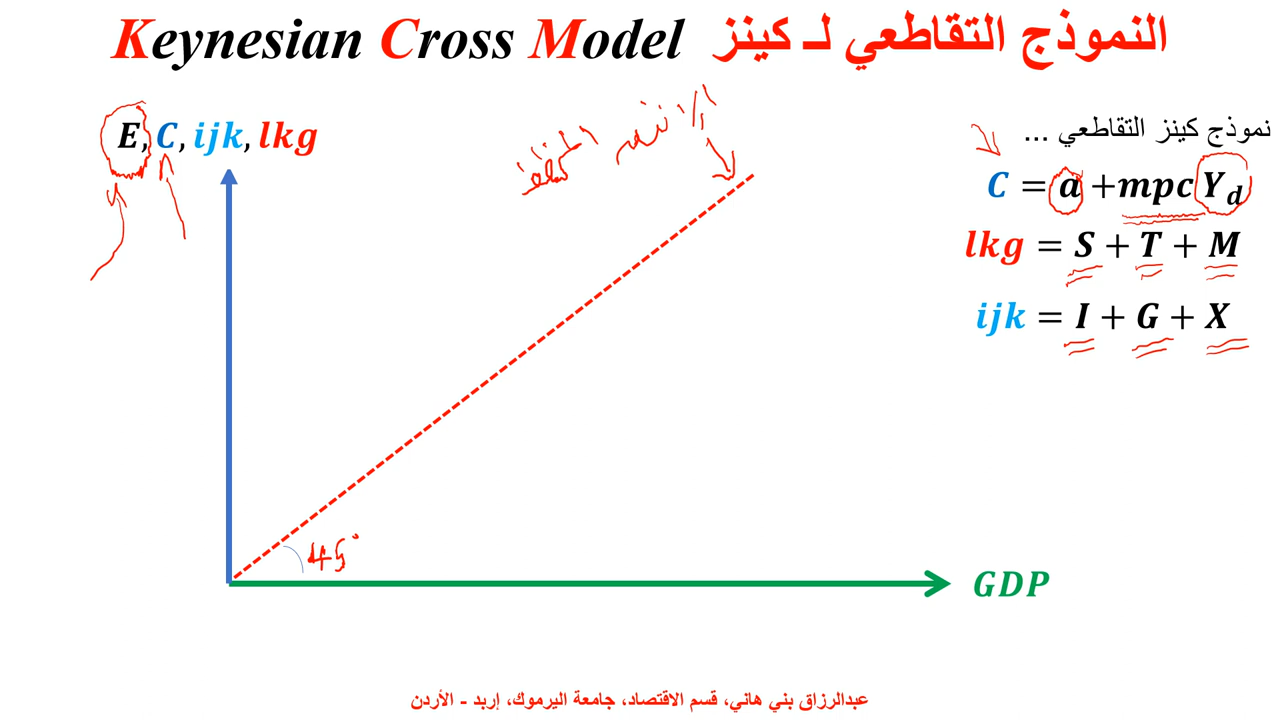 Keynesian Cross Model النموذج التقاطعي لـ كينز
E, C, ijk, lkg
نموذج كينز التقاطعي ...
C = a + mpc Y_d
lkg = S + T + M
ijk = I + G + X
45°
GDP
عبدالرزاق بني هاني، قسم الاقتصاد، جامعة اليرموك، إربد - الأردن